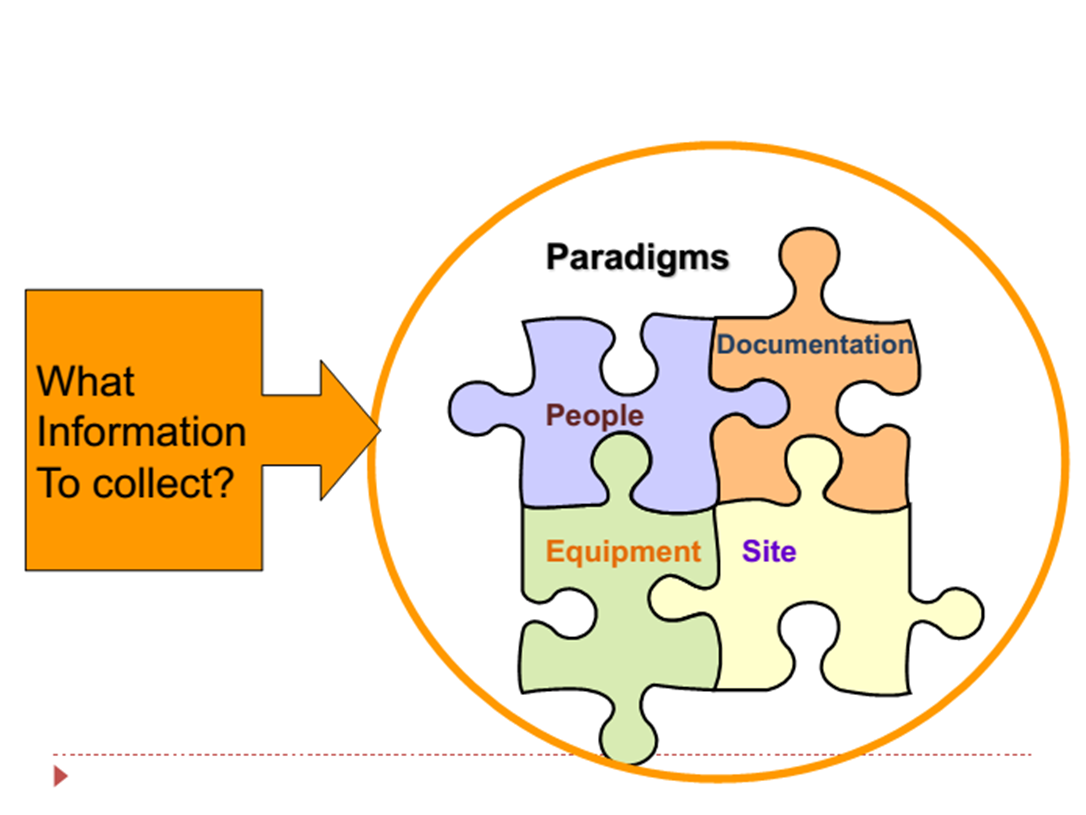 What
Information
To collect?
Paradigms
Documentation
People
Equipment
Site